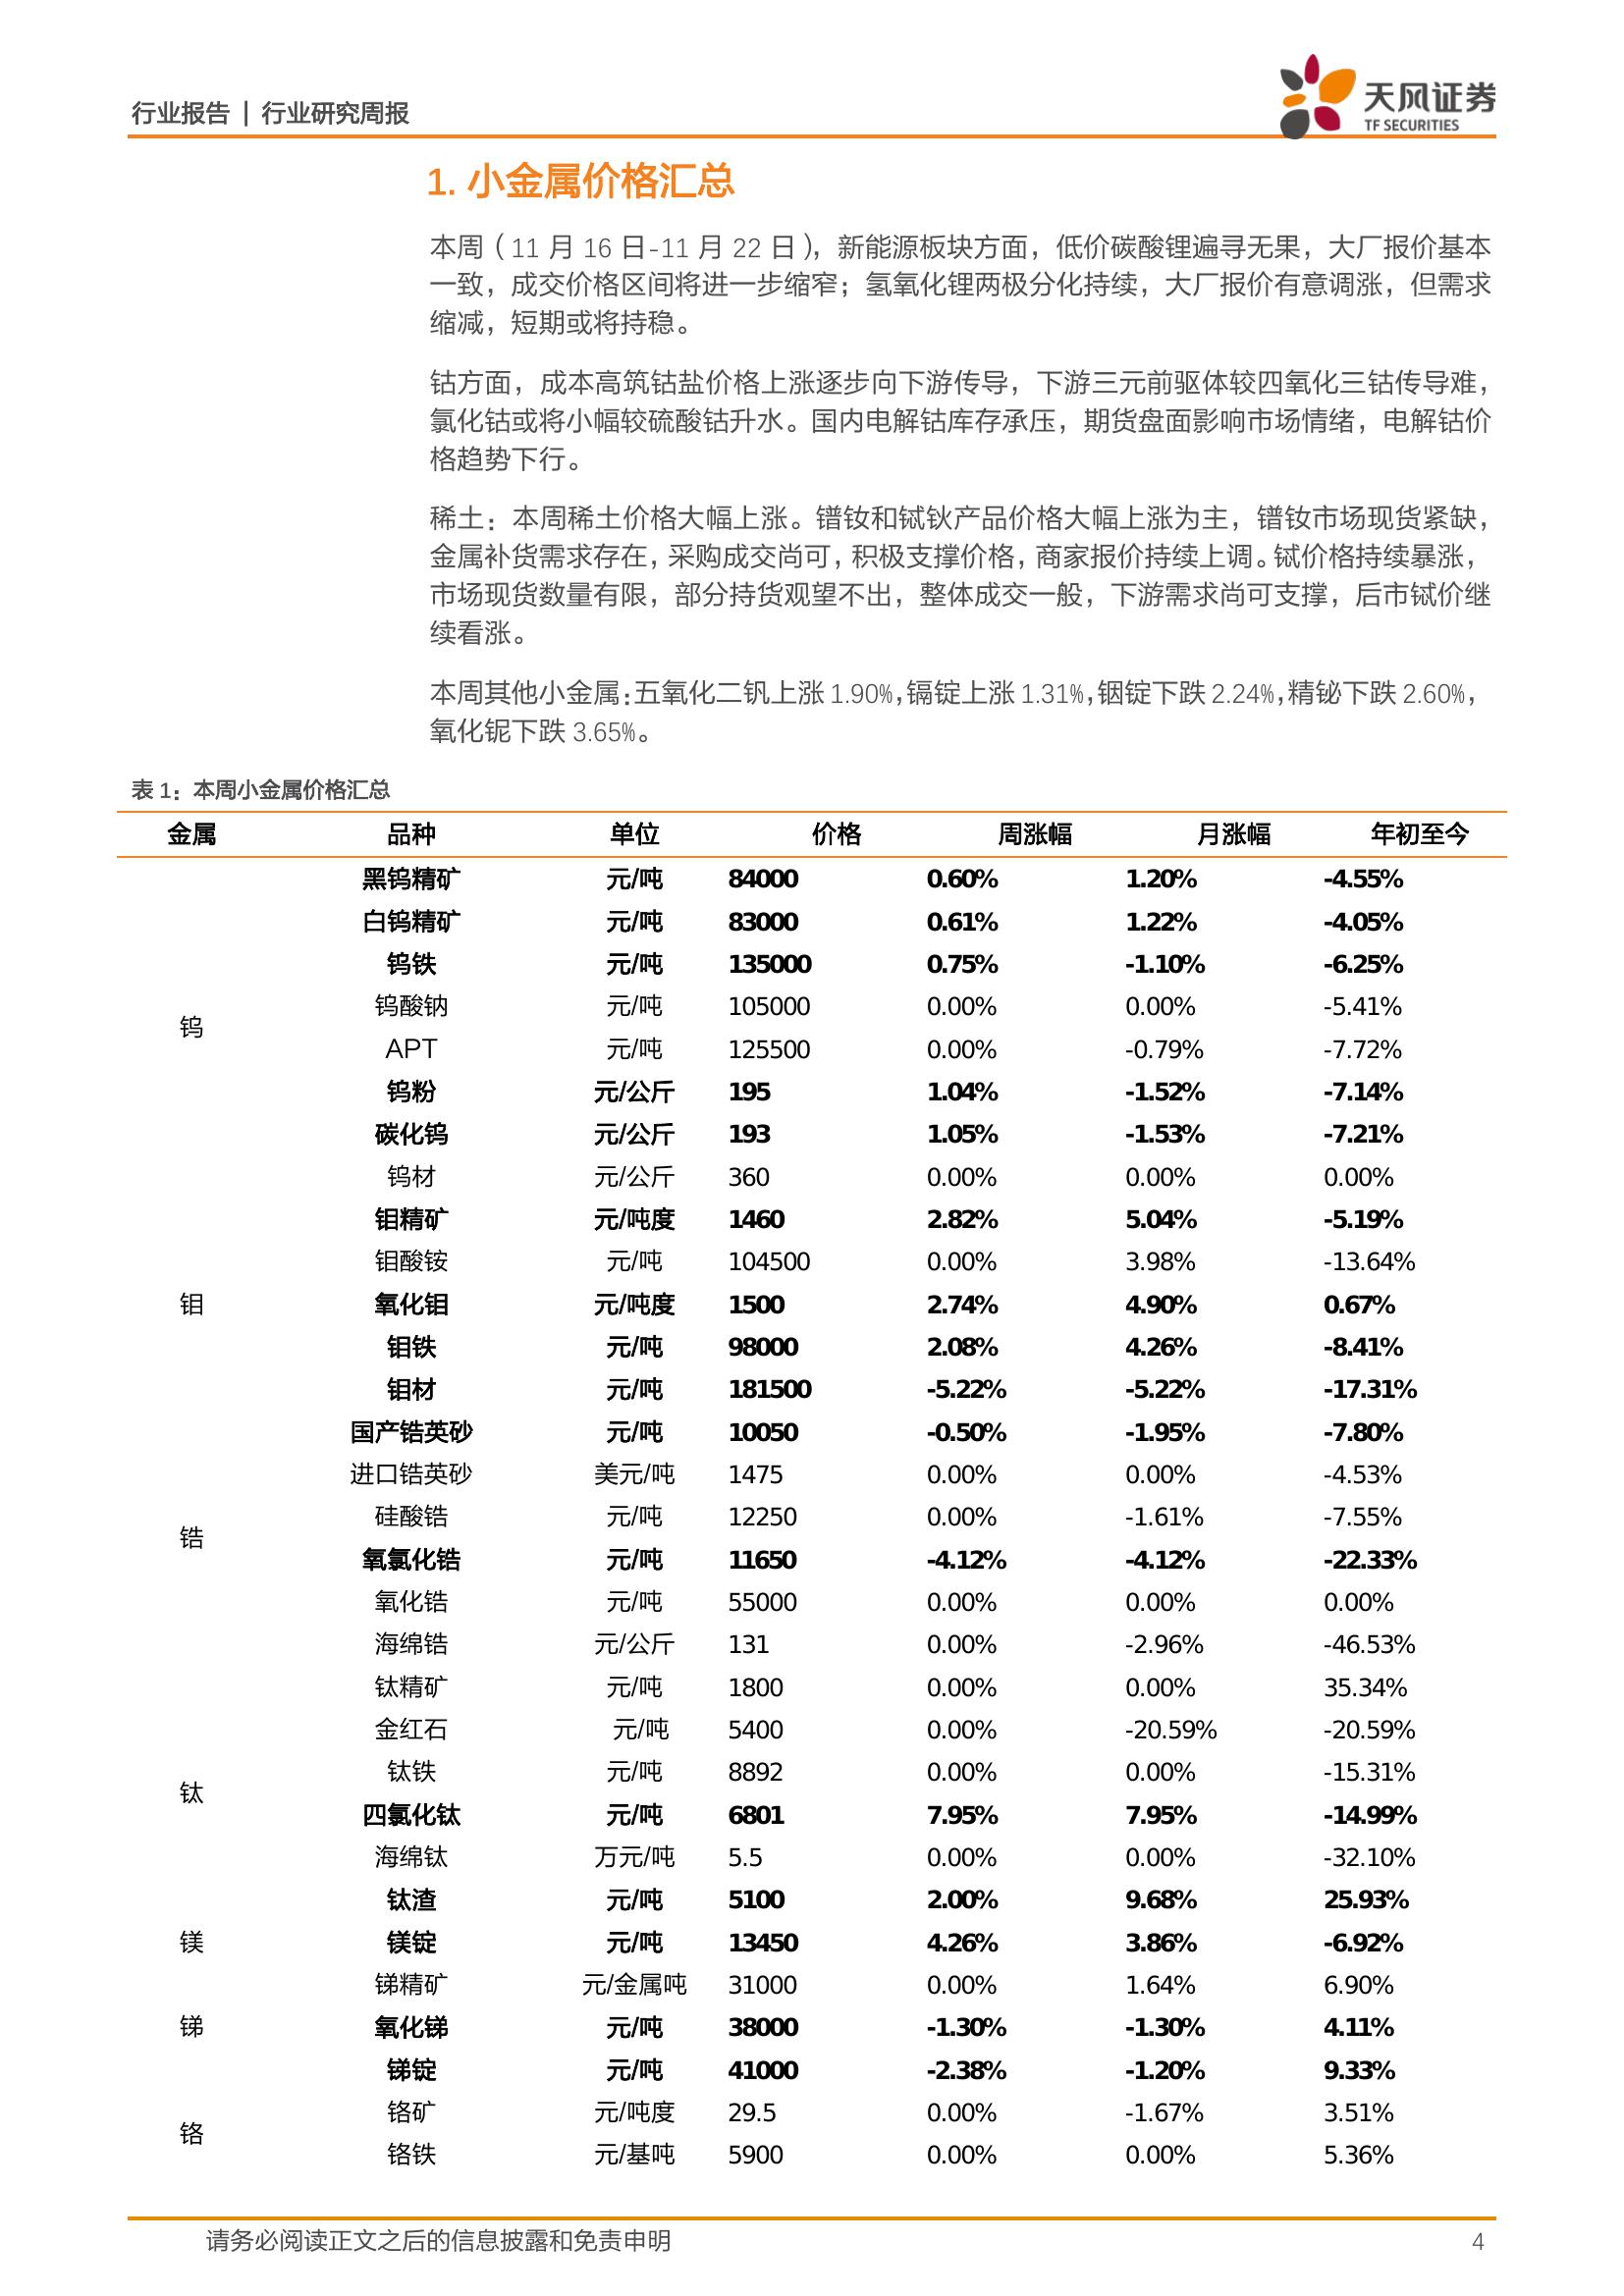 行业报告 | 行业研究周报
天风证券
TF SECURITIES
1. 小金属价格汇总
本周（11 月 16 日-11 月 22 日），新能源板块方面，低价碳酸锂遍寻无果，大厂报价基本
一致，成交价格区间将进一步缩窄；氢氧化锂两极分化持续，大厂报价有意调涨，但需求
缩减，短期或将持稳。
钴方面，成本高筑钴盐价格上涨逐步向下游传导，下游三元前驱体较四氧化三钴传导难，
氯化钴或将小幅较硫酸钴升水。国内电解钴库存承压，期货盘面影响市场情绪，电解钴价
格趋势下行。
稀土：本周稀土价格大幅上涨。镨钕和铽钬产品价格大幅上涨为主，镨钕市场现货紧缺，
金属补货需求存在，采购成交尚可，积极支撑价格，商家报价持续上调。铽价格持续暴涨，
市场现货数量有限，部分持货观望不出，整体成交一般，下游需求尚可支撑，后市铽价继
续看涨。
本周其他小金属：五氧化二钒上涨 1.90%，镉锭上涨 1.31%，铟锭下跌 2.24%，精铋下跌 2.60%，
氧化铌下跌 3.65%。
表 1：本周小金属价格汇总
金属 品种 单位 价格 周涨幅 月涨幅 年初至今
黑钨精矿 元/吨 84000 0.60% 1.20% -4.55%
白钨精矿 元/吨 83000 0.61% 1.22% -4.05%
钨铁 元/吨 135000 0.75% -1.10% -6.25%
钨酸钠 元/吨 105000 0.00% 0.00% -5.41%
钨
APT 元/吨 125500 0.00% -0.79% -7.72%
钨粉 元/公斤 195 1.04% -1.52% -7.14%
碳化钨 元/公斤 193 1.05% -1.53% -7.21%
钨材 元/公斤 360 0.00% 0.00% 0.00%
钼精矿 元/吨度 1460 2.82% 5.04% -5.19%
钼酸铵 元/吨 104500 0.00% 3.98% -13.64%
钼 氧化钼 元/吨度 1500 2.74% 4.90% 0.67%
钼铁 元/吨 98000 2.08% 4.26% -8.41%
钼材 元/吨 181500 -5.22% -5.22% -17.31%
国产锆英砂 元/吨 10050 -0.50% -1.95% -7.80%
进口锆英砂 美元/吨 1475 0.00% 0.00% -4.53%
硅酸锆 元/吨 12250 0.00% -1.61% -7.55%
锆
氧氯化锆 元/吨 11650 -4.12% -4.12% -22.33%
氧化锆 元/吨 55000 0.00% 0.00% 0.00%
海绵锆 元/公斤 131 0.00% -2.96% -46.53%
钛精矿 元/吨 1800 0.00% 0.00% 35.34%
金红石 元/吨 5400 0.00% -20.59% -20.59%
钛铁 元/吨 8892 0.00% 0.00% -15.31%
钛
四氯化钛 元/吨 6801 7.95% 7.95% -14.99%
海绵钛 万元/吨 5.5 0.00% 0.00% -32.10%
钛渣 元/吨 5100 2.00% 9.68% 25.93%
镁 镁锭 元/吨 13450 4.26% 3.86% -6.92%
锑精矿 元/金属吨 31000 0.00% 1.64% 6.90%
锑 氧化锑 元/吨 38000 -1.30% -1.30% 4.11%
锑锭 元/吨 41000 -2.38% -1.20% 9.33%
铬矿 元/吨度 29.5 0.00% -1.67% 3.51%
铬
铬铁 元/基吨 5900 0.00% 0.00% 5.36%
请务必阅读正文之后的信息披露和免责申明 4